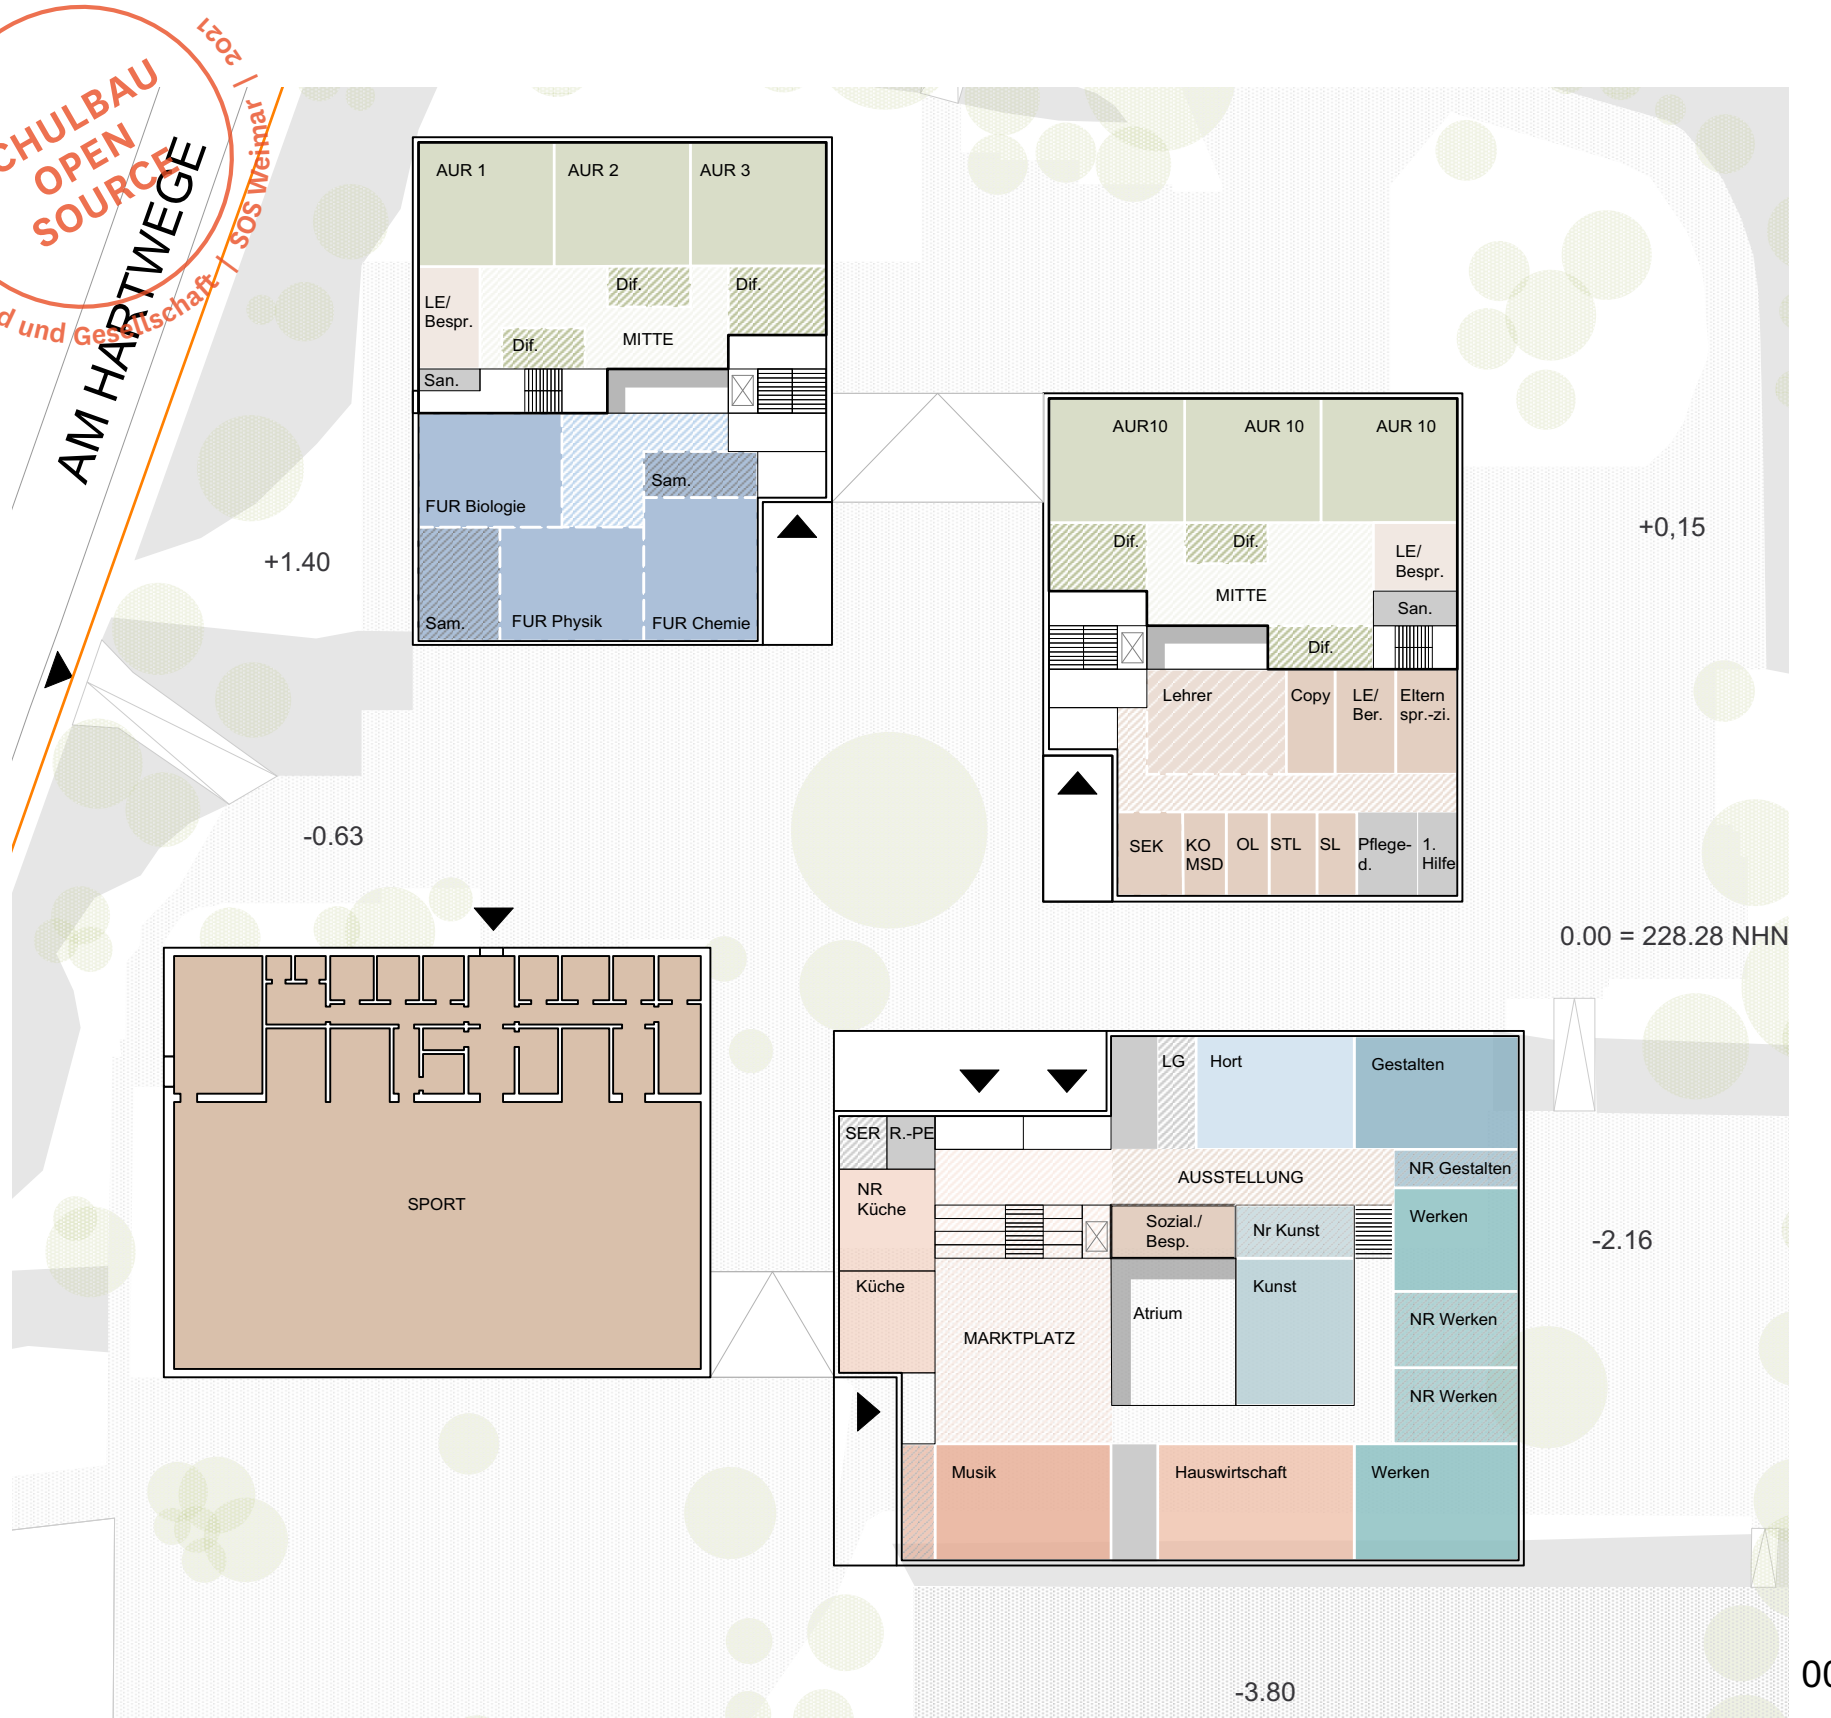 CHULBAU
OPEN
SOURCE
d und Gesellschaft | SOS Weimar | 2021
AM HARTWEGE
AUR 1
AUR 2
AUR 3
LE/
Bespr.
Dif.
Dif.
Dif.
MITTE
San.
FUR Biologie
Sam.
Sam.
FUR Physik
FUR Chemie
+1.40
-0.63
AUR10
AUR 10
AUR 10
Dif.
Dif.
LE/
Bespr.
MITTE
San.
Dif.
Lehrer
Copy
LE/
Ber.
Eltern
spr.-zi.
SEK
KO
MSD
OL
STL
SL
Pflege-
d.
1.
Hilfe
+0,15
0.00 = 228.28 NHN
SPORT
LG
Hort
Gestalten
SER
R.-PE
AUSSTELLUNG
NR Gestalten
NR
Küche
Sozial./
Besp.
Nr Kunst
Werken
Küche
Kunst
Atrium
MARKTPLATZ
NR Werken
NR Werken
Musik
Hauswirtschaft
Werken
-2.16
-3.80
00